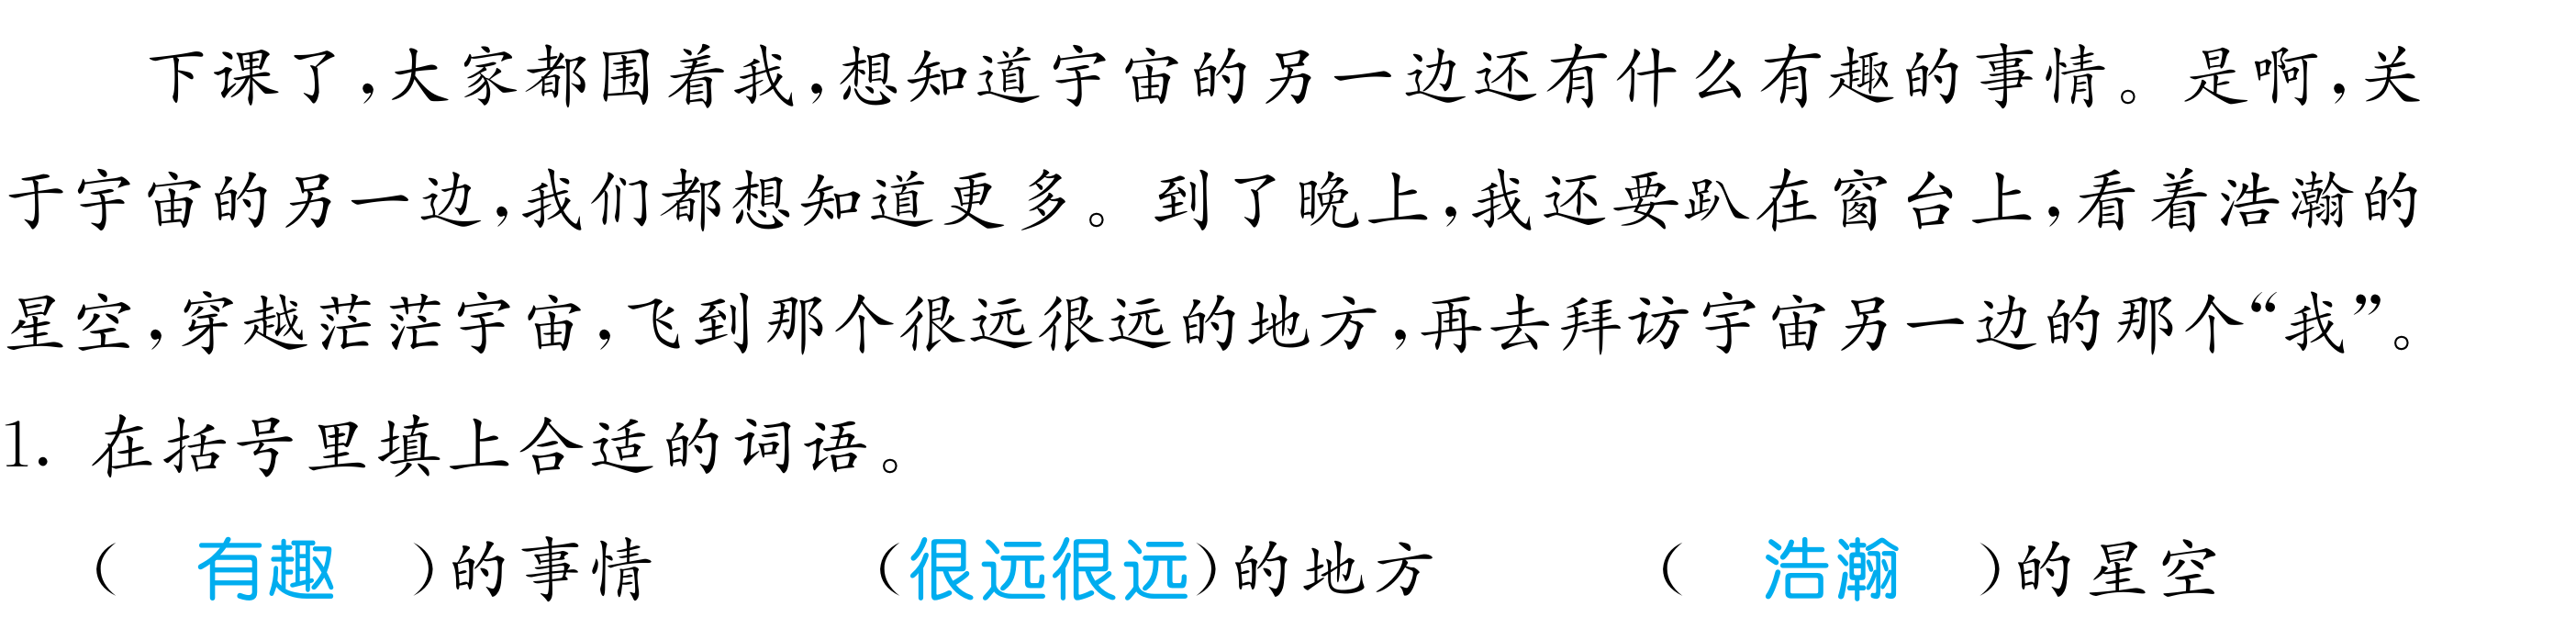 下课了,大家都围着我,想知道宇宙的另一边还有什么有趣的事情。是啊,关
于宇宙的另一边,我们都想知道更多。到了晚上,我还要趴在窗台上,看着浩瀚的
星空,穿越茫茫宇宙,飞到那个很远很远的地方,再去拜访宇宙另一边的那个“我”。
1. 在括号里填上合适的词语。
( 有趣 )的事情 (很远很远)的地方 ( 浩瀚 )的星空